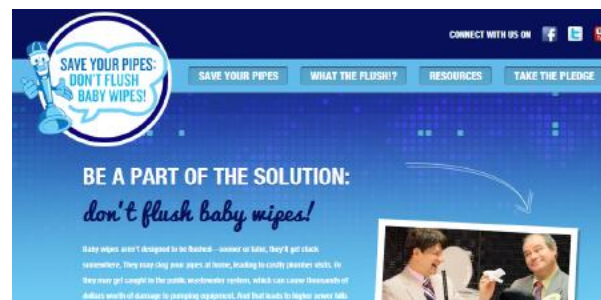 CONNECT WITH US ON
SAVE YOUR PIPES:
DON'T FLUSH
BABY WIPES!
SAVE YOUR PIPES
WHAT THE FLUSH!?
RESOURCES
TAKE THE PLEDGE
BE A PART OF THE SOLUTION:
don't flush baby wipes!
Baby wipes aren't designed to be flushed—sooner or later, they'll get stuck
somewhere. They may clog your pipes at home, leading to costly plumber visits. Or
they may get caught in the public wastewater system, which can cause thousands of
dollars worth of damage to pumping equipment. And that leads to higher sewer bills